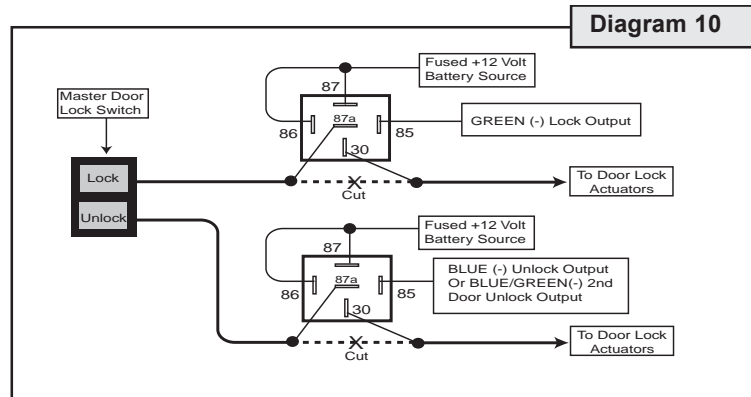 Diagram 10
Fused +12 Volt
Battery Source
87
Master Door
Lock Switch
87a
86
85
GREEN (-) Lock Output
30
Lock
To Door Lock
Actuators
X
Cut
Unlock
Fused +12 Volt
Battery Source
87
87a
86
85
BLUE (-) Unlock Output
Or BLUE/GREEN(-) 2nd
Door Unlock Output
30
To Door Lock
Actuators
X
Cut